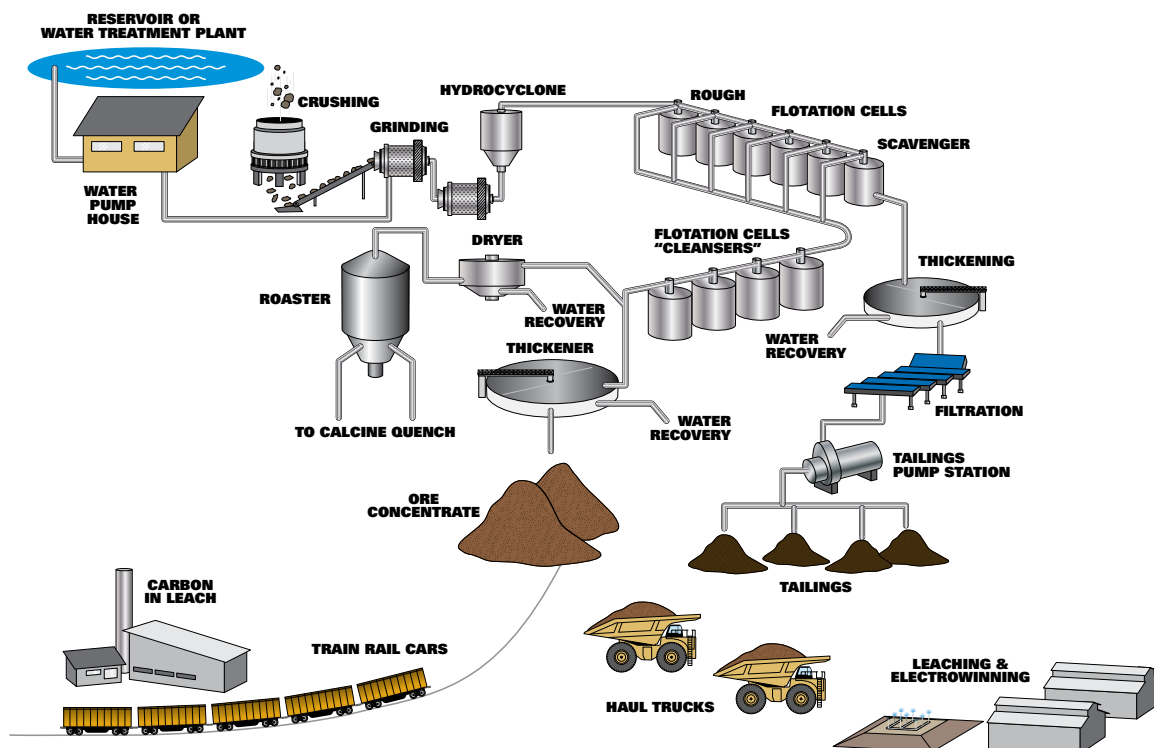 RESERVOIR OR
WATER TREATMENT PLANT
CRUSHING
GRINDING
HYDROCYCLONE
ROUGH
FLOTATION CELLS
SCAVENGER
WATER
PUMP
HOUSE
DRYER
FLOTATION CELLS
“CLEANSERS”
THICKENING
ROASTER
WATER
RECOVERY
WATER
RECOVERY
THICKENER
FILTRATION
TO CALCINE QUENCH
WATER
RECOVERY
TAILINGS
PUMP STATION
ORE
CONCENTRATE
TAILINGS
CARBON
IN LEACH
TRAIN RAIL CARS
HAUL TRUCKS
LEACHING &
ELECTROWINNING